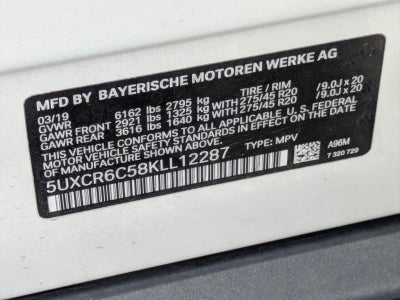 MFD BY BAYERISCHE MOTOREN WERKE AG
03/19 TIRE / RIM
GVWR 6162 lbs 2795 kg
GAWR FRONT 2921 lbs 1325 kg WITH 275/45 R20 /9.0J x 20
GAWR REAR 3616 lbs 1640 kg WITH 275/45 R20 /9.0J x 20
THIS VEHICLE CONFORMS TO ALL APPLICABLE U.S. FEDERAL
MOTOR VEHICLE SAFETY STANDARDS IN EFFECT ON THE
DATE OF MANUFACTURE SHOWN ABOVE.
5UXCR6C58KLL12287 TYPE: MPV A96M
7 320 729